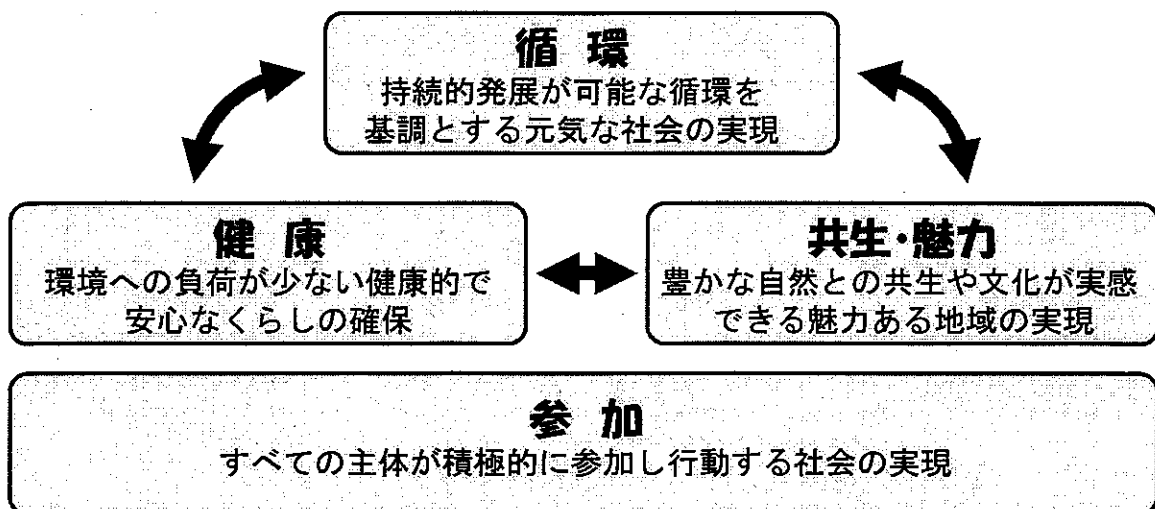 循環
持続的発展が可能な循環を
基調とする元気な社会の実現
健康
環境への負荷が少ない健康的で
安心なくらしの確保
共生・魅力
豊かな自然との共生や文化が実感
できる魅力ある地域の実現
参加
すべての主体が積極的に参加し行動する社会の実現